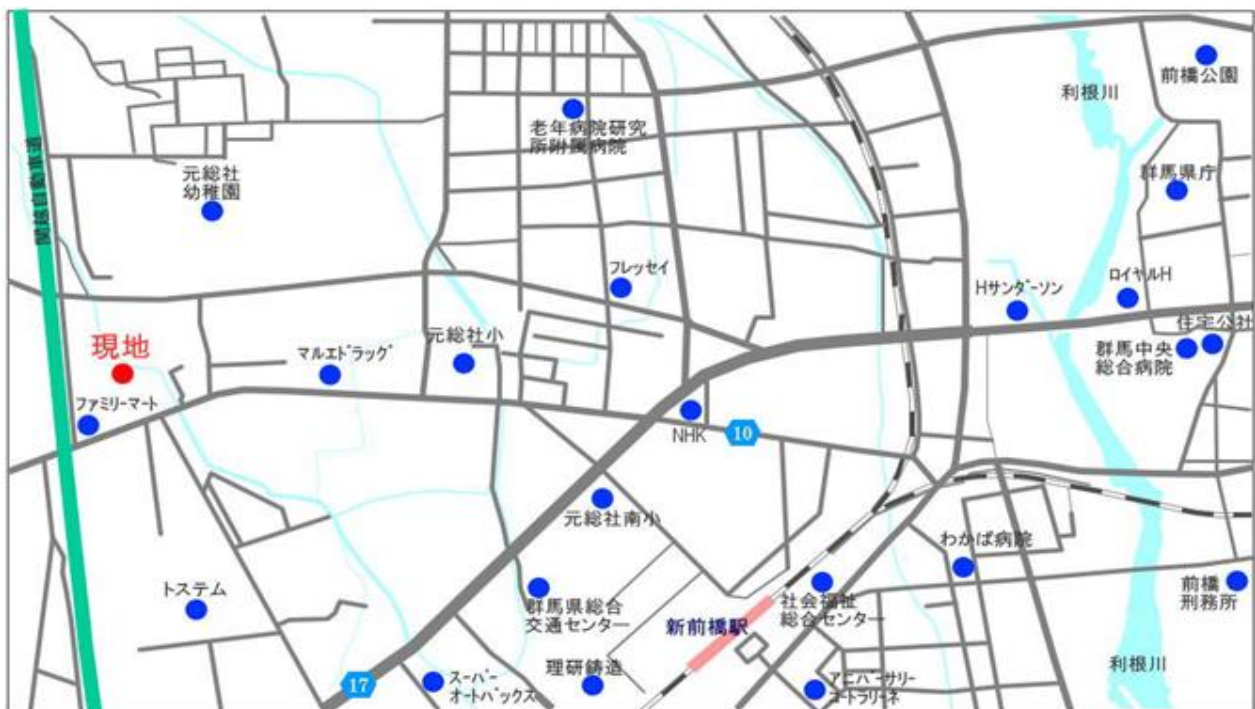 前橋公園
利根川
老年病院研究
所附属病院
関越自動車道
元総社
幼稚園
群馬県庁
フレッセイ
Hサンダーソン
ロイヤルH
住宅公社
現地
マルエドラッグ
元総社小
群馬中央
総合病院
ファミリーマート
NHK
10
元総社南小
わかば病院
トステム
群馬県総合
交通センター
社会福祉
総合センター
前橋
刑務所
新前橋駅
利根川
17
スーパー
オートバックス
理研鋳造
アニバーサリー
コートラリーネ